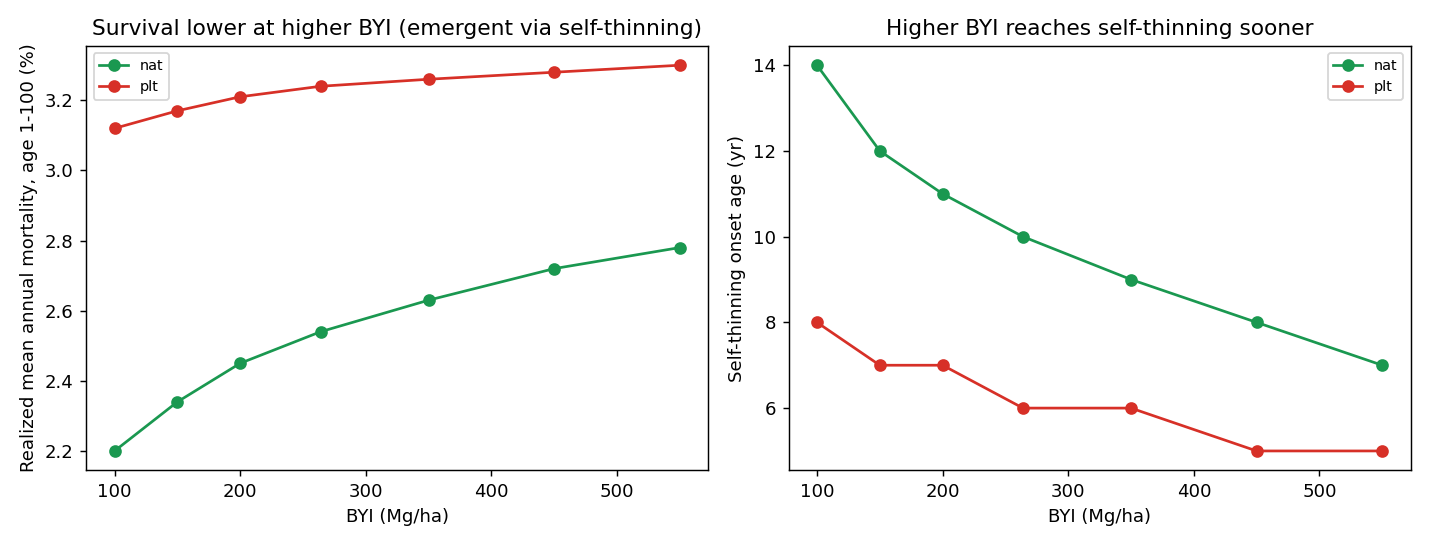 Survival lower at higher BYI (emergent via self-thinning)
Realized mean annual mortality, age 1-100 (%)
nat
plt
3.2
3.0
2.8
2.6
2.4
2.2
100
200
300
400
500
BYI (Mg/ha)
Higher BYI reaches self-thinning sooner
Self-thinning onset age (yr)
nat
plt
14
12
10
8
6
100
200
300
400
500
BYI (Mg/ha)